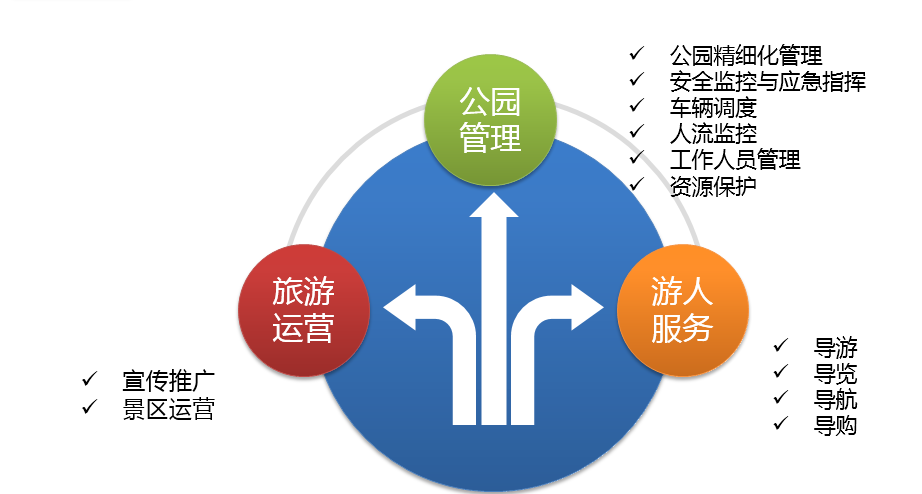 公园
管理
公园精细化管理
安全监控与应急指挥
车辆调度
人流监控
工作人员管理
资源保护
旅游
运营
宣传推广
景区运营
游人
服务
导游
导览
导航
导购